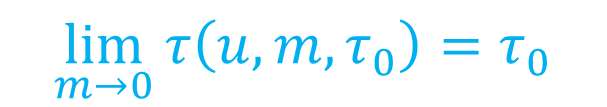 lim τ(u, m, τ₀) = τ₀
m→0